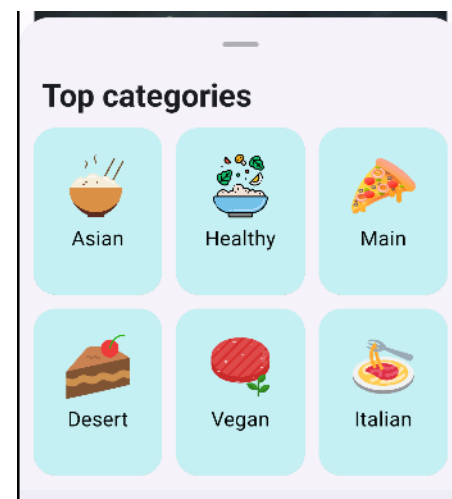 Top categories
Asian
Healthy
Main
Desert
Vegan
Italian